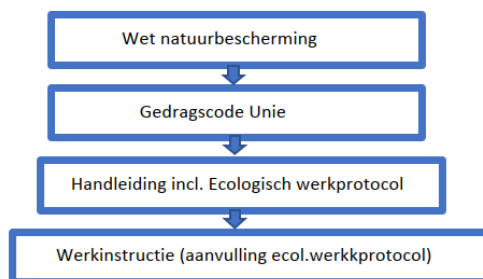 Wet natuurbescherming
Gedragscode Unie
Handleiding incl. Ecologisch werkprotocol
Werkinstructie (aanvulling ecol.werkkprotocol)